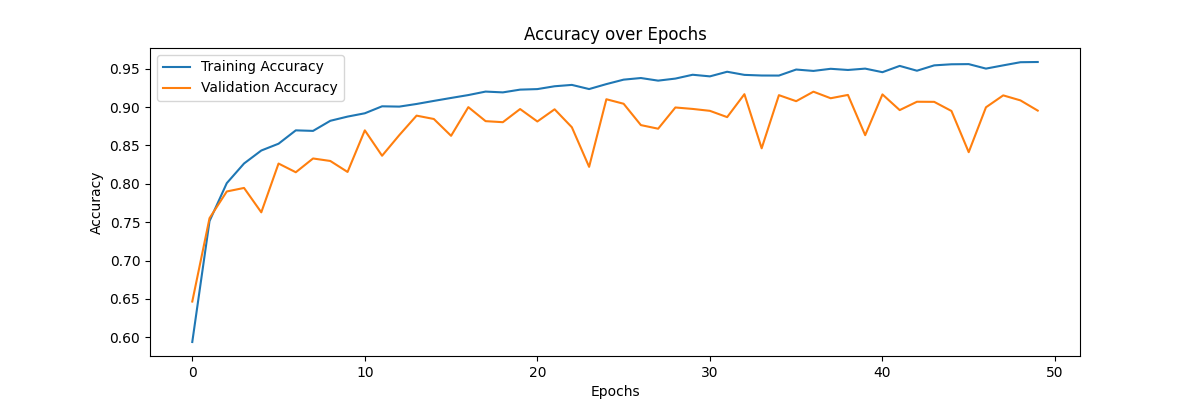 Accuracy over Epochs
Training Accuracy
Validation Accuracy
0.95
0.90
0.85
0.80
0.75
0.70
0.65
0.60
Accuracy
0 10 20 30 40 50
Epochs